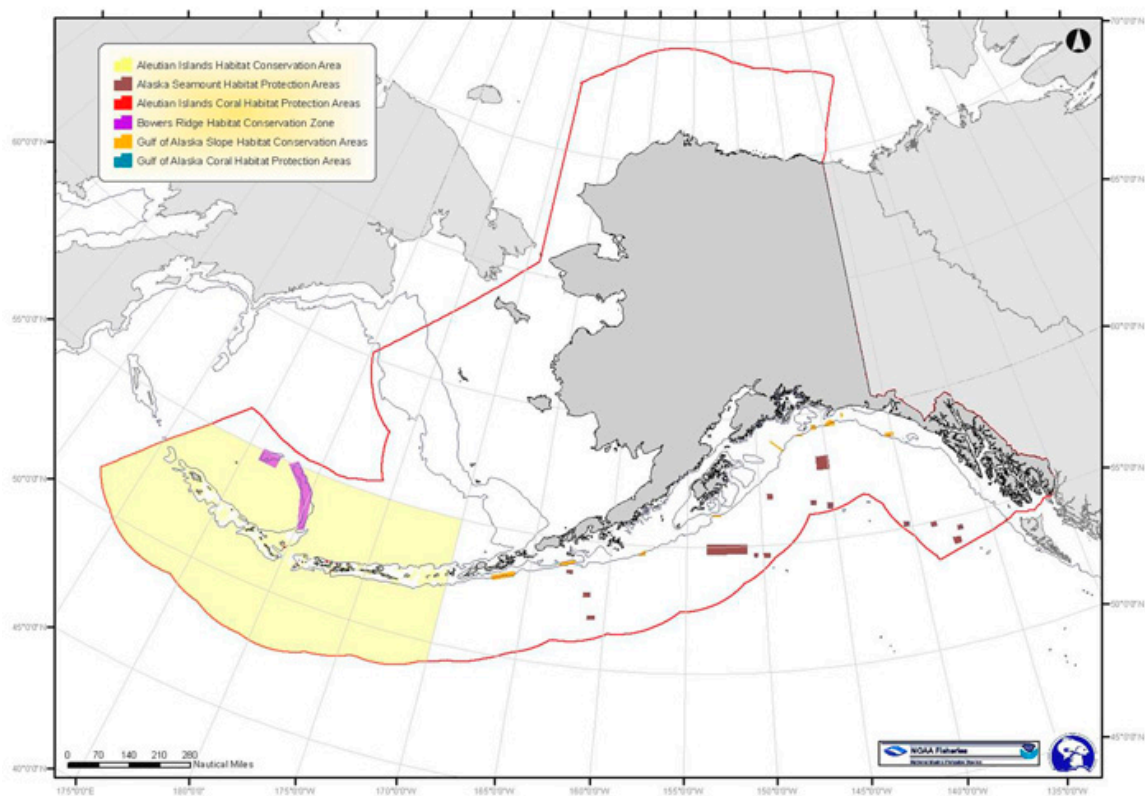 Aleutian Islands Habitat Conservation Area
Alaska Seamount Habitat Protection Areas
Aleutian Islands Coral Habitat Protection Areas
Bowers Ridge Habitat Conservation Zone
Gulf of Alaska Slope Habitat Conservation Areas
Gulf of Alaska Coral Habitat Protection Areas
70°0'0"N
60°0'0"N
65°0'0"N
55°0'0"N
60°0'0"N
50°0'0"N
55°0'0"N
45°0'0"N
50°0'0"N
45°0'0"N
40°0'0"N
0 70 140 210 280
Nautical Miles
NOAA Fisheries
175°0'0"E 180°0'0" 175°0'0"W 170°0'0"W 165°0'0"W 160°0'0"W 155°0'0"W 150°0'0"W 145°0'0"W 140°0'0"W 135°0'0"W